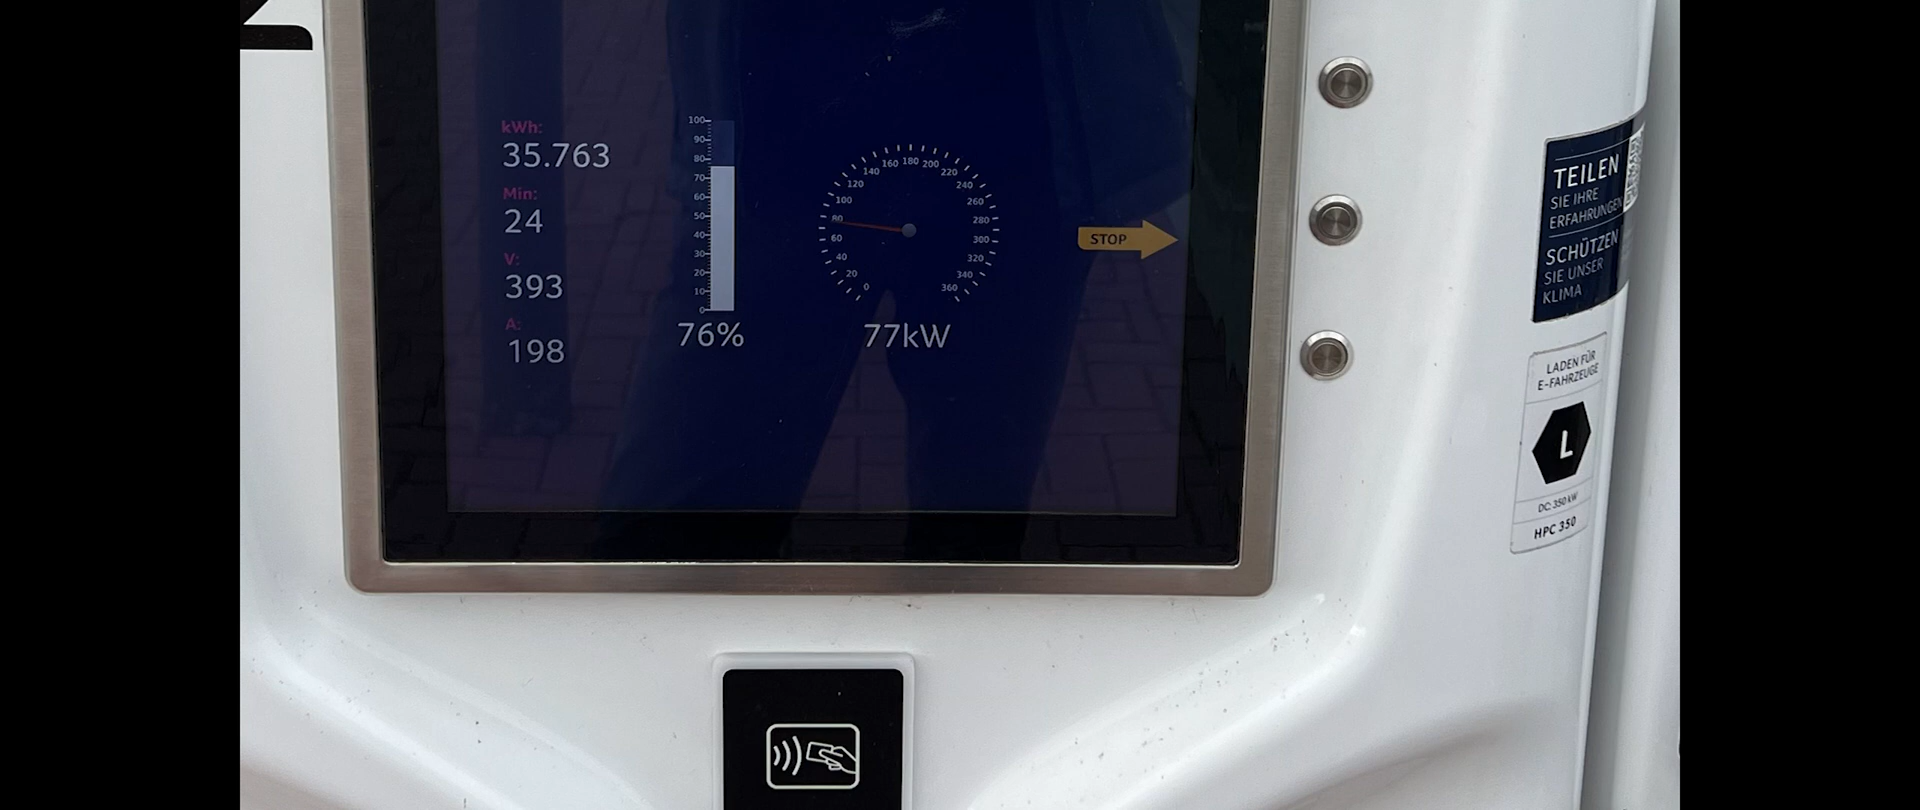 kWh:
35.763
Min:
24
V:
393
A:
198
100
90
80
70
60
50
40
30
20
10
0
76%
0
20
40
60
80
100
120
140
160
180
200
220
240
260
280
300
320
340
360
77kW
STOP
TEILEN
SIE IHRE
ERFAHRUNGEN
SCHÜTZEN
SIE UNSER
KLIMA
LADEN FÜR
E-FAHRZEUGE
L
DC: 350 kW
HPC 350